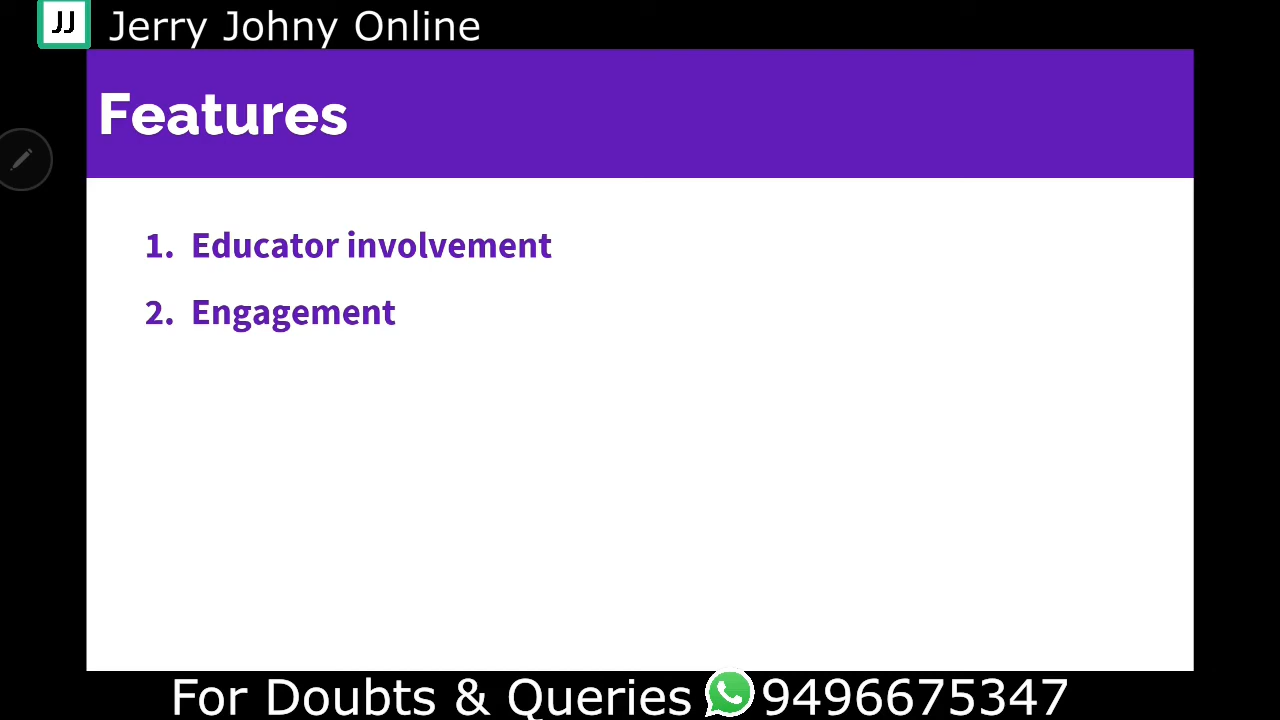 JJ Jerry Johny Online
Features
1. Educator involvement
2. Engagement
For Doubts & Queries 9496675347